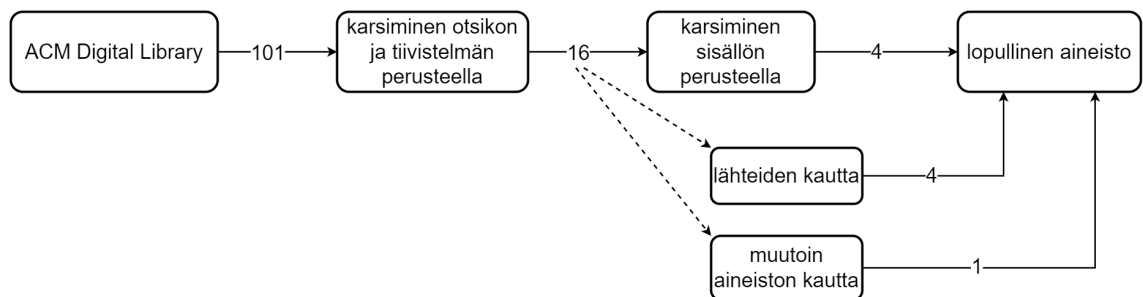 ACM Digital Library
101
karsiminen otsikon
ja tiivistelmän
perusteella
16
karsiminen
sisällön
perusteella
4
lopullinen aineisto
lähteiden kautta
4
muutoin
aineiston kautta
1